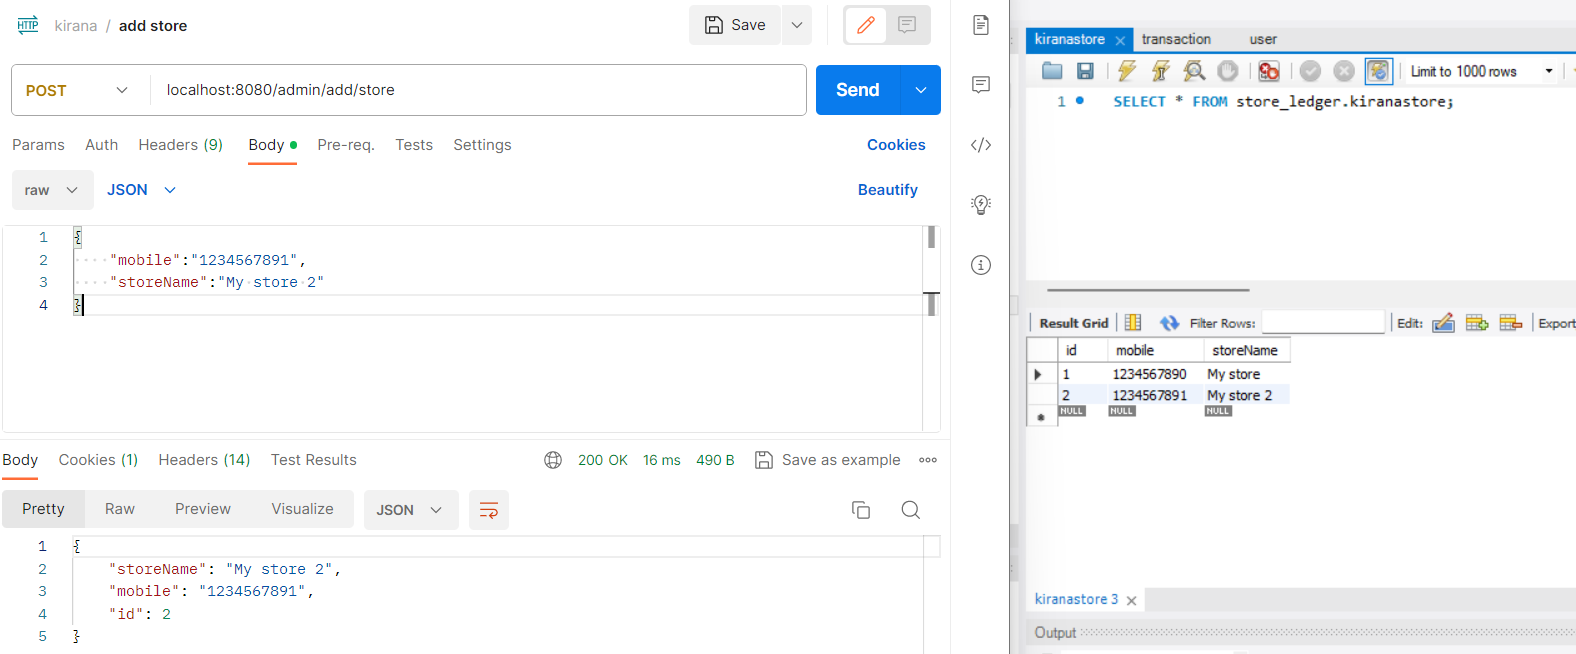 HTTP kirana / add store
Save
POST localhost:8080/admin/add/store
Send
Params Auth Headers (9) Body Pre-req. Tests Settings Cookies
raw JSON Beautify
1 {
2 "mobile":"1234567891",
3 "storeName":"My store 2"
4 }
Body Cookies (1) Headers (14) Test Results 200 OK 16 ms 490 B Save as example
Pretty Raw Preview Visualize JSON
1 {
2 "storeName": "My store 2",
3 "mobile": "1234567891",
4 "id": 2
5 }
kiranastore transaction user
Limit to 1000 rows
1 SELECT * FROM store_ledger.kiranastore;
Result Grid Filter Rows: Edit: Export
id mobile storeName
1 1234567890 My store
2 1234567891 My store 2
NULL NULL NULL
kiranastore 3
Output